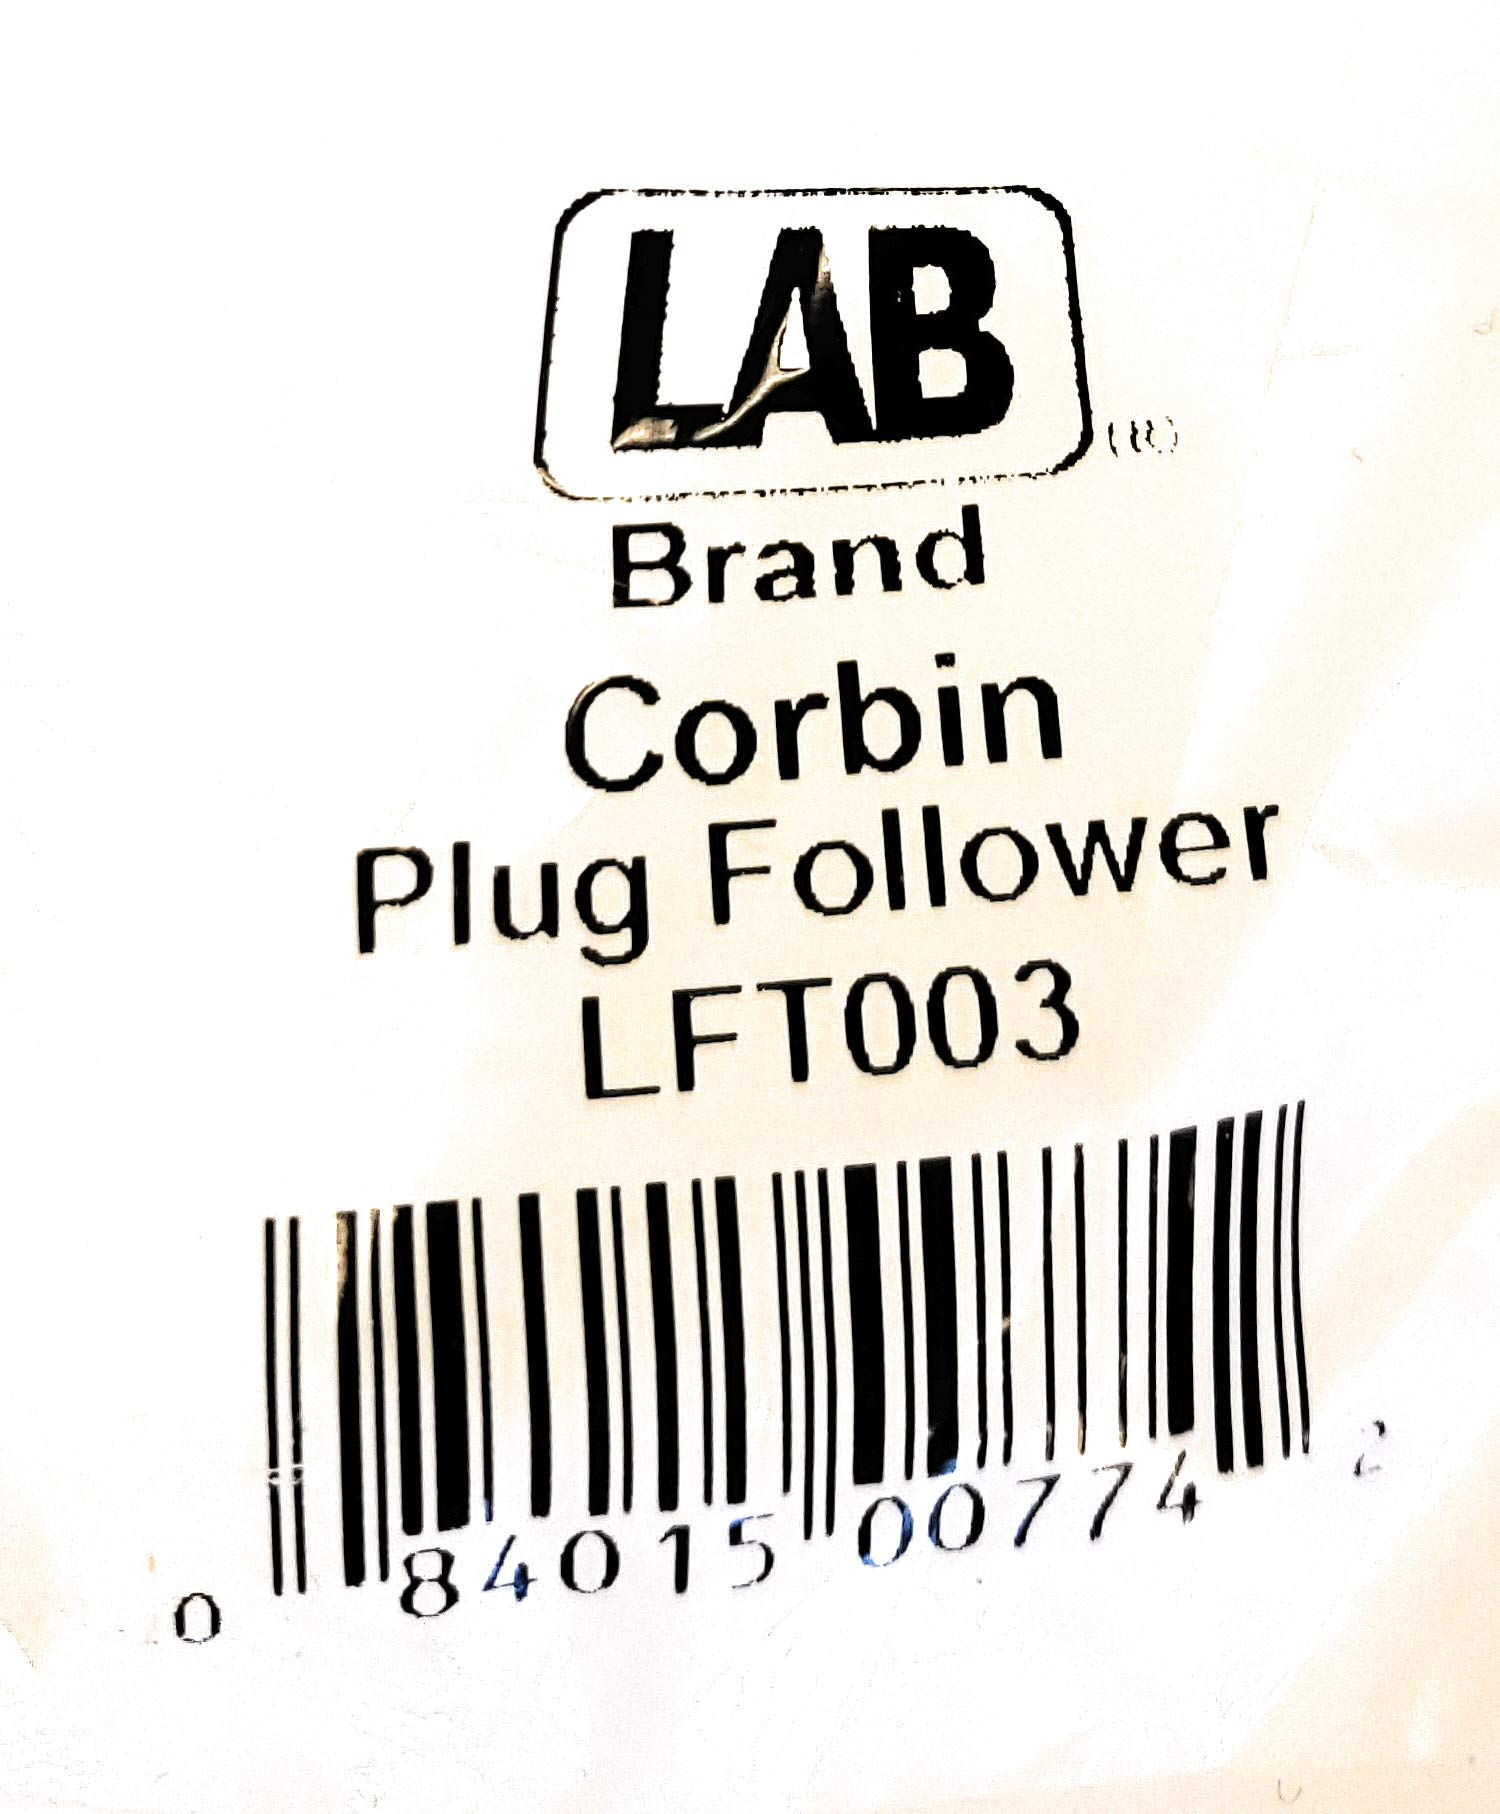 LAB
(R)
Brand
Corbin
Plug Follower
LFT003
0 84015 00774 2